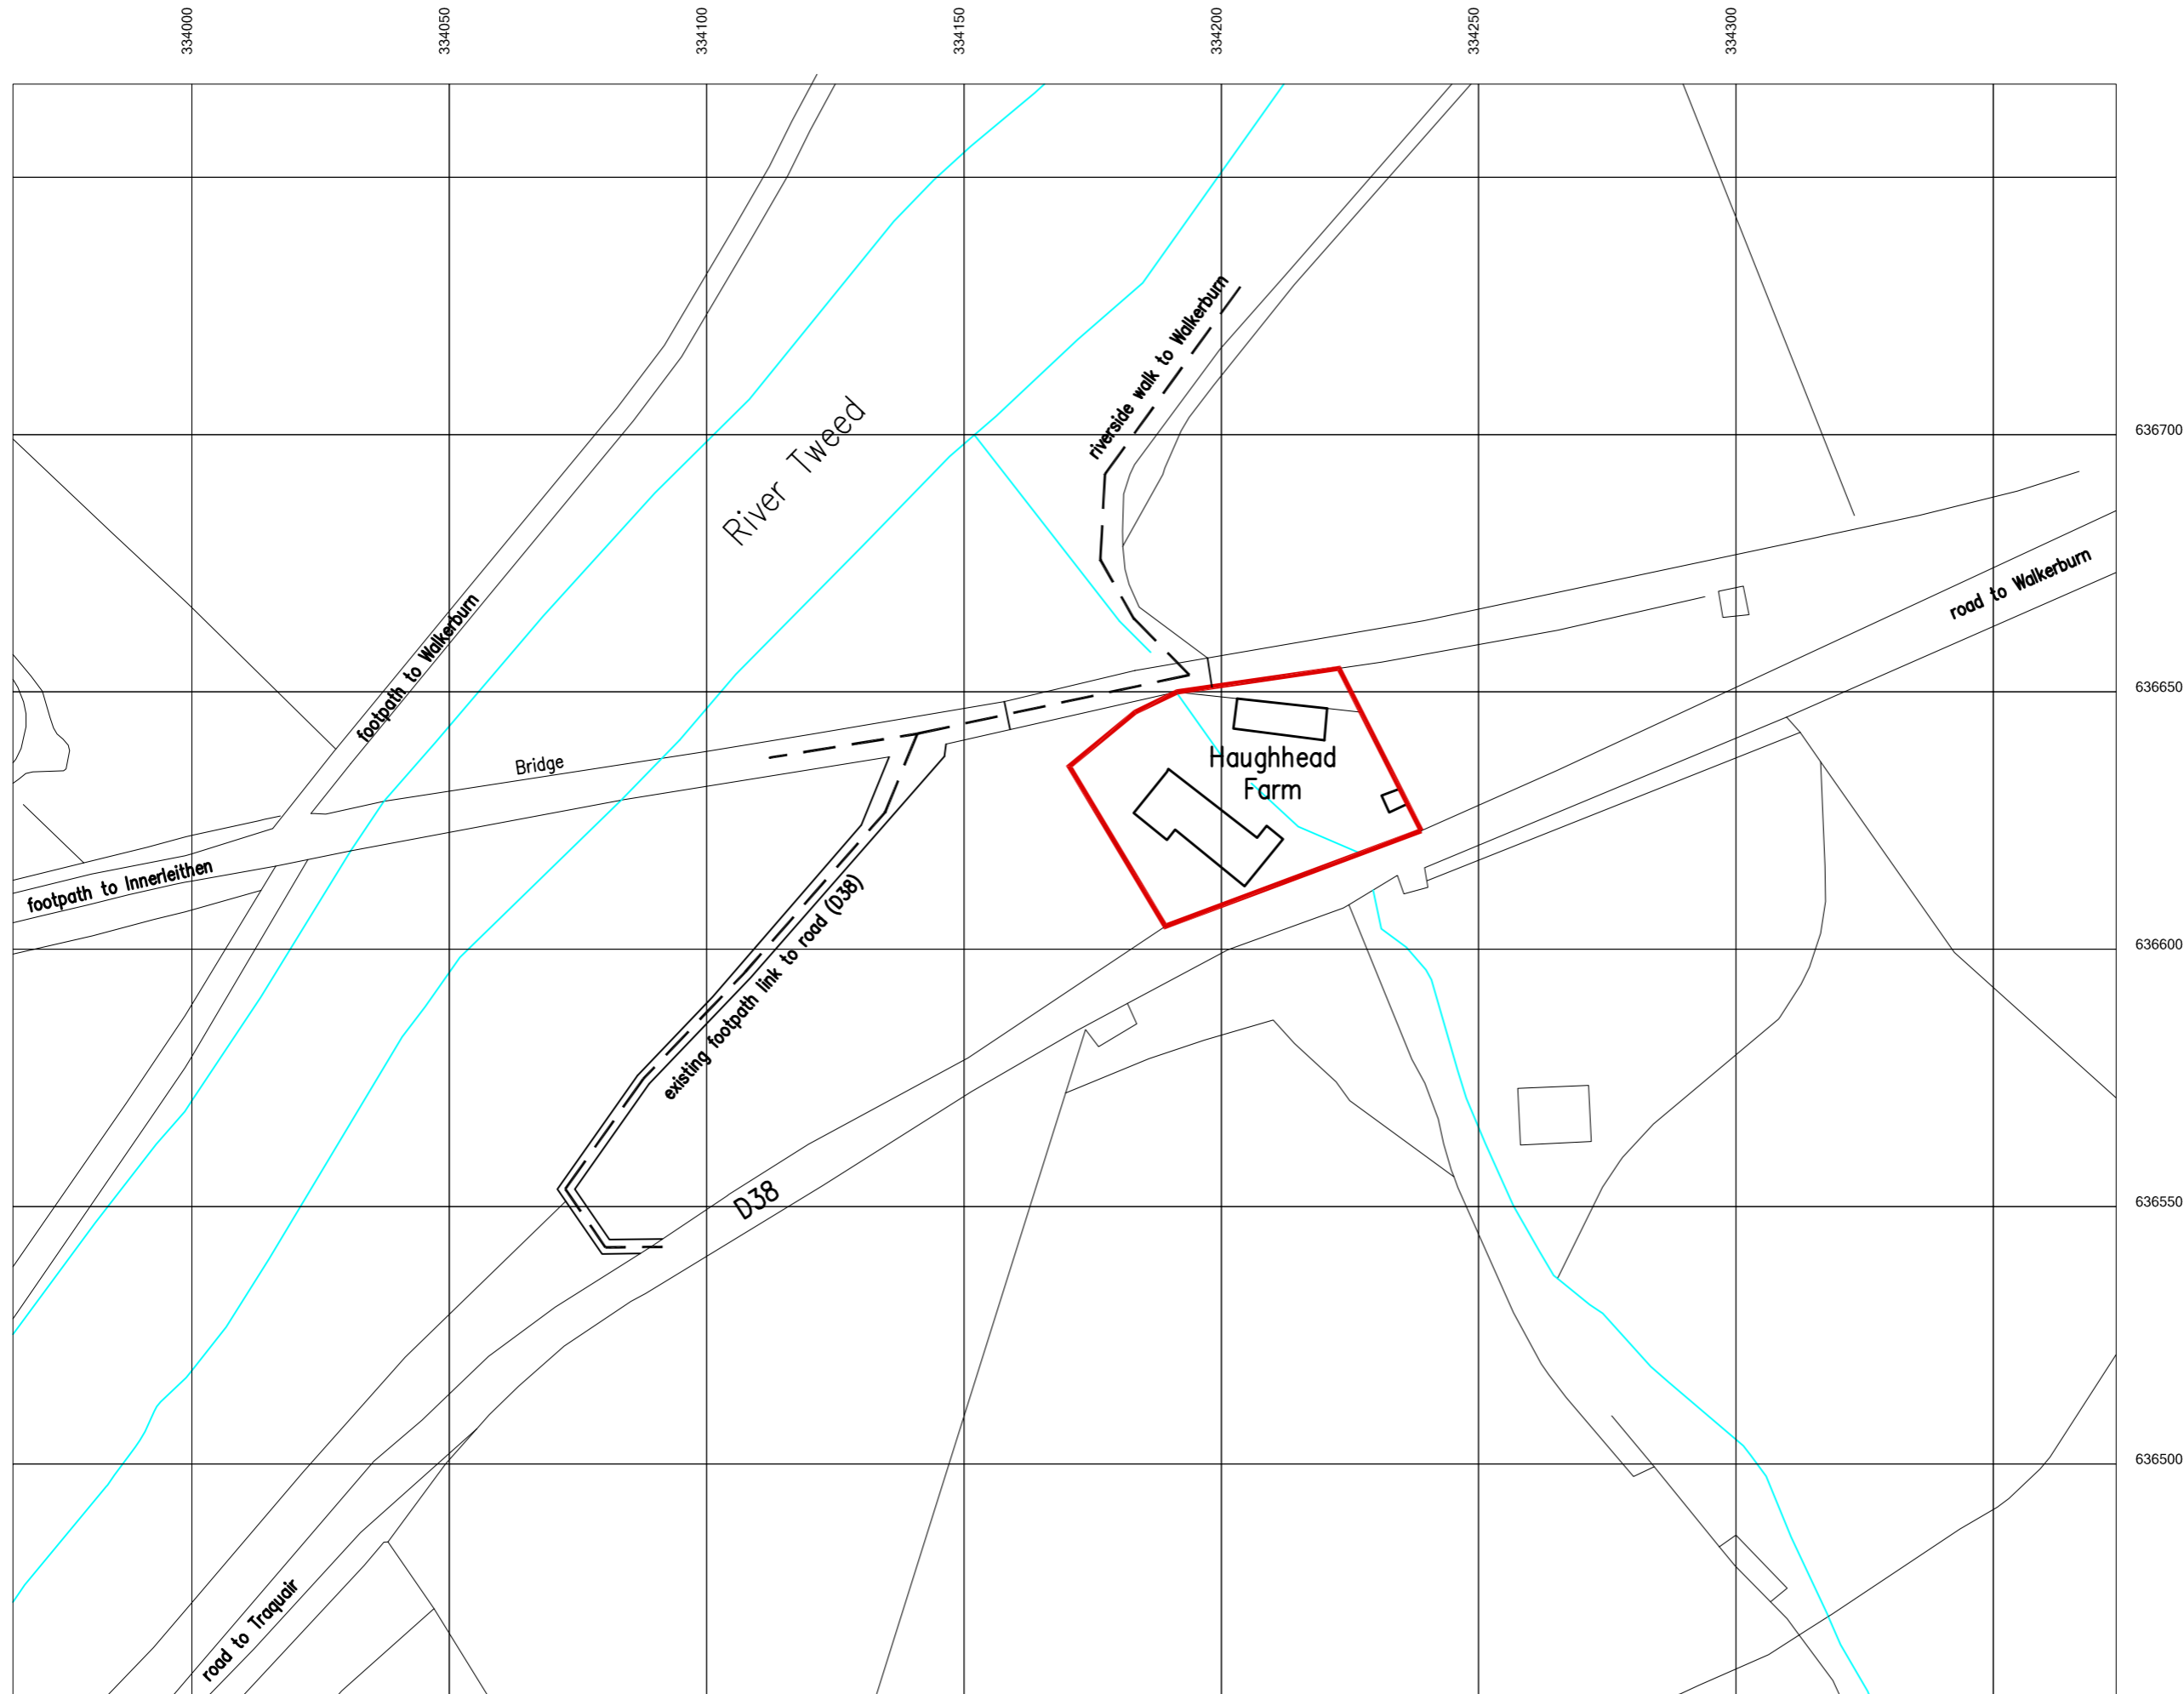 334000
334050
334100
334150
334200
334250
334300
riverside walk to Walkerburn
River Tweed
636700
road to Walkerburn
footpath to Walkerburn
636650
Bridge
Haughhead
Farm
footpath to Innerleithen
existing footpath link to road (D38)
636600
D38
636550
636500
road to Traquair